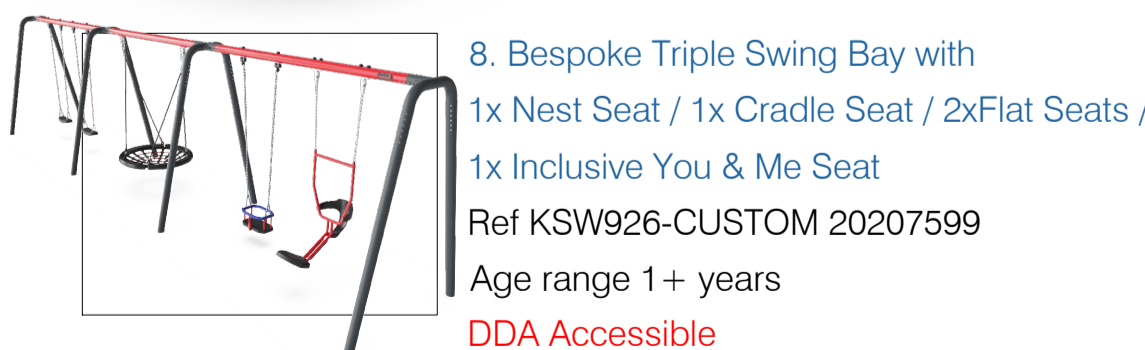 8. Bespoke Triple Swing Bay with
1x Nest Seat / 1x Cradle Seat / 2xFlat Seats /
1x Inclusive You & Me Seat
Ref KSW926-CUSTOM 20207599
Age range 1+ years
DDA Accessible